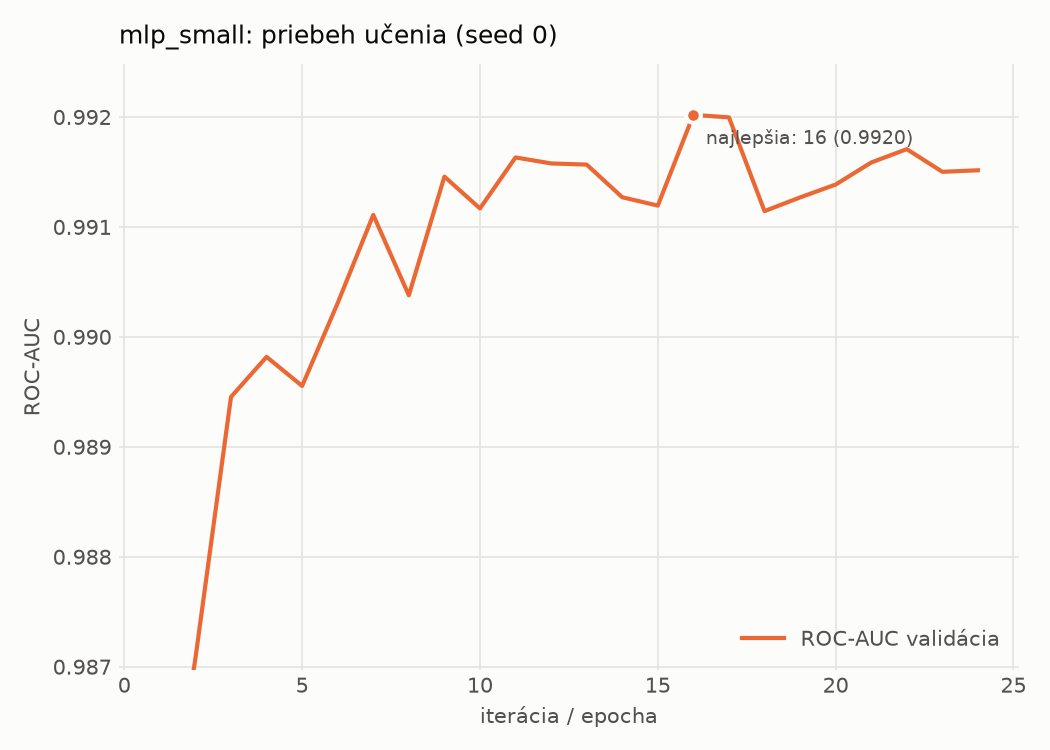 mlp_small: priebeh učenia (seed 0)
0.992
najlepšia: 16 (0.9920)
0.991
0.990
ROC-AUC
0.989
0.988
ROC-AUC validácia
0.987
0 5 10 15 20 25
iterácia / epocha